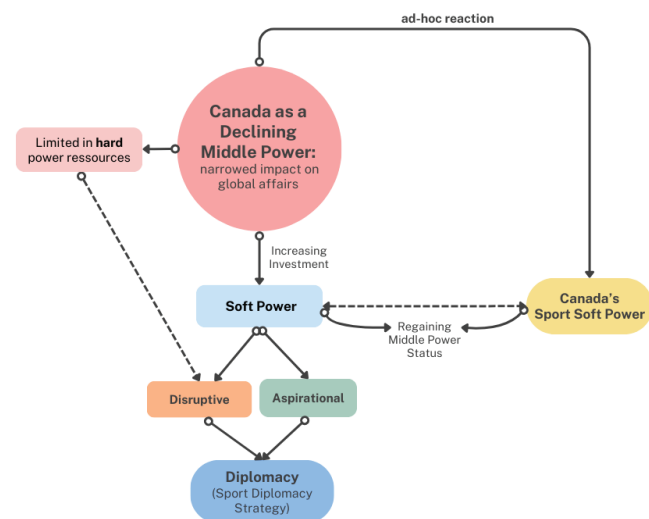 ad-hoc reaction
Canada as a
Declining
Middle Power:
narrowed impact on
global affairs
Limited in hard
power ressources
Increasing
Investment
Soft Power
Canada's
Sport Soft Power
Regaining
Middle Power
Status
Disruptive
Aspirational
Diplomacy
(Sport Diplomacy
Strategy)